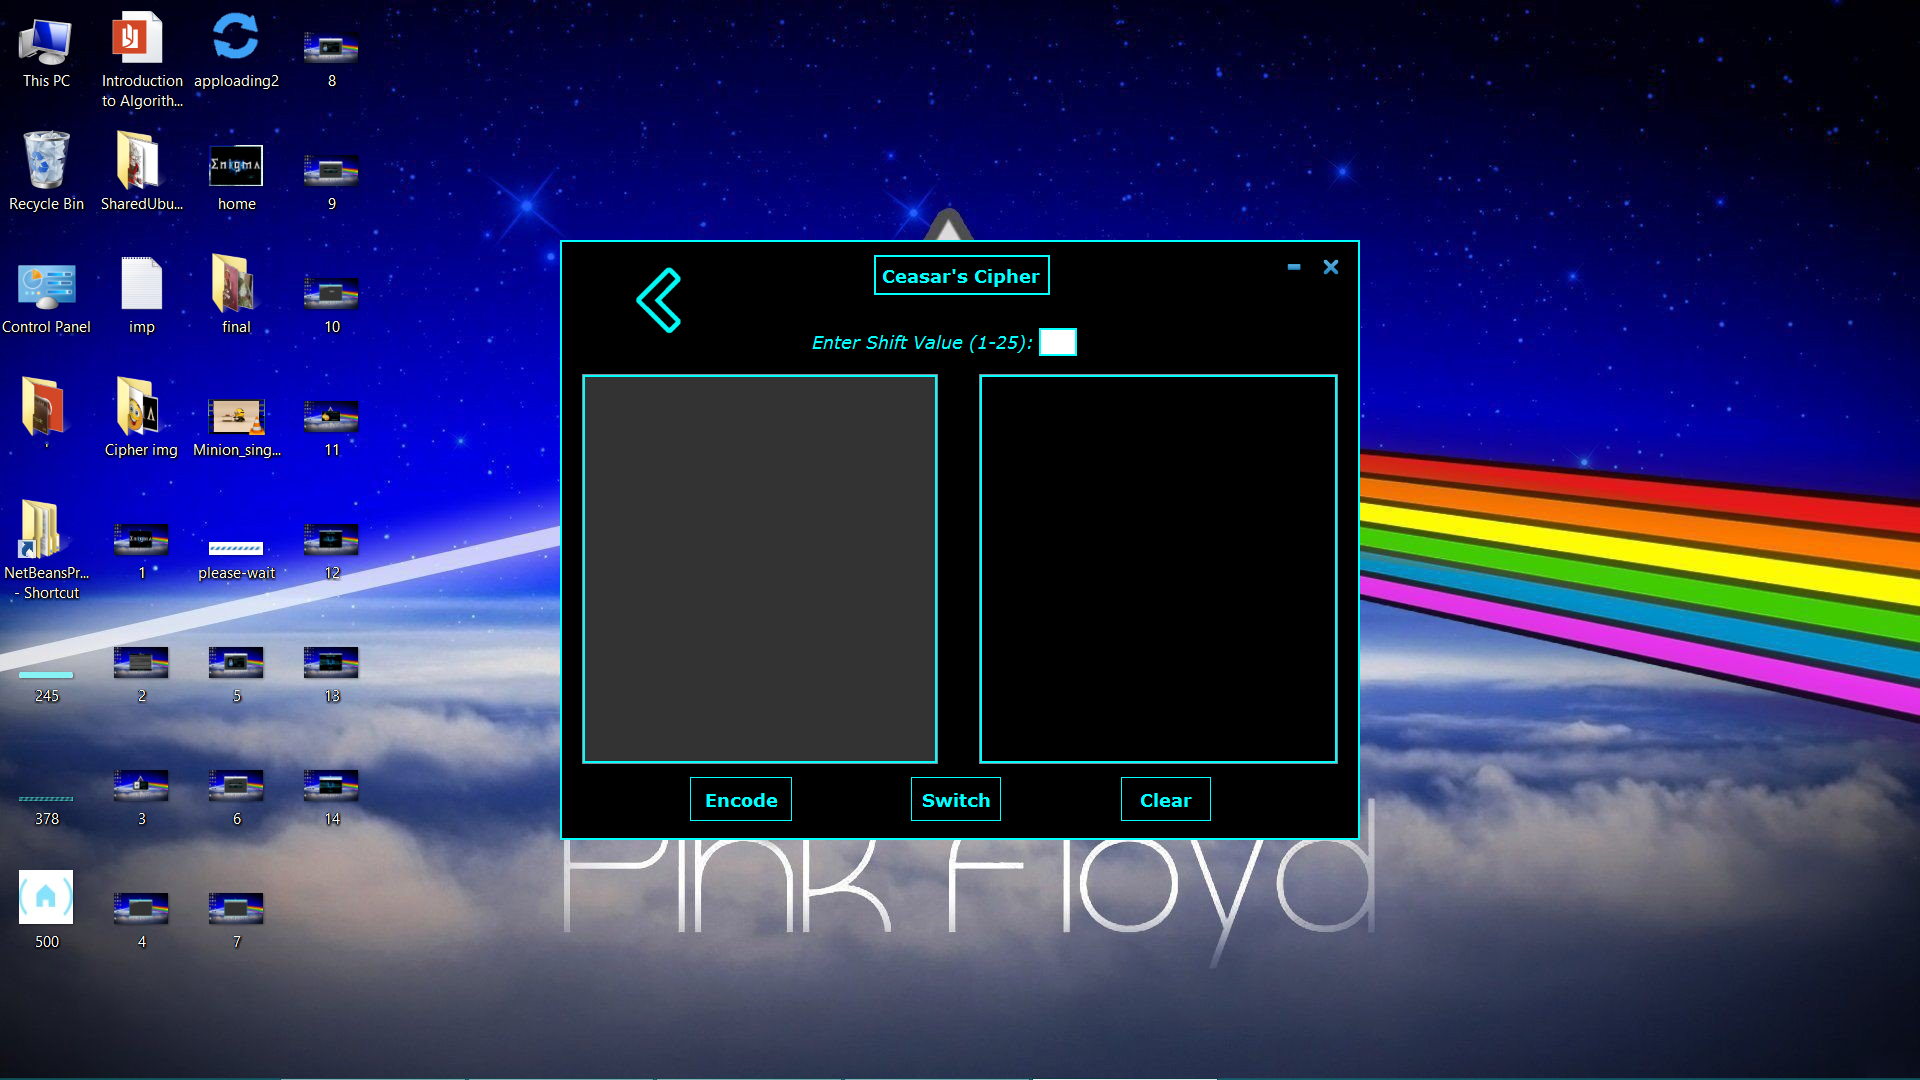 This PC
Introduction
to Algorith...
apploading2
8
Recycle Bin
SharedUbu...
home
9
Control Panel
imp
final
10
'
Cipher img
Minion_sing...
11
NetBeansPr...
- Shortcut
1
please-wait
12
245
2
5
13
378
3
6
14
500
4
7
Enigma
Ceasar's Cipher
Enter Shift Value (1-25):
Encode
Switch
Clear
Pink Floyd